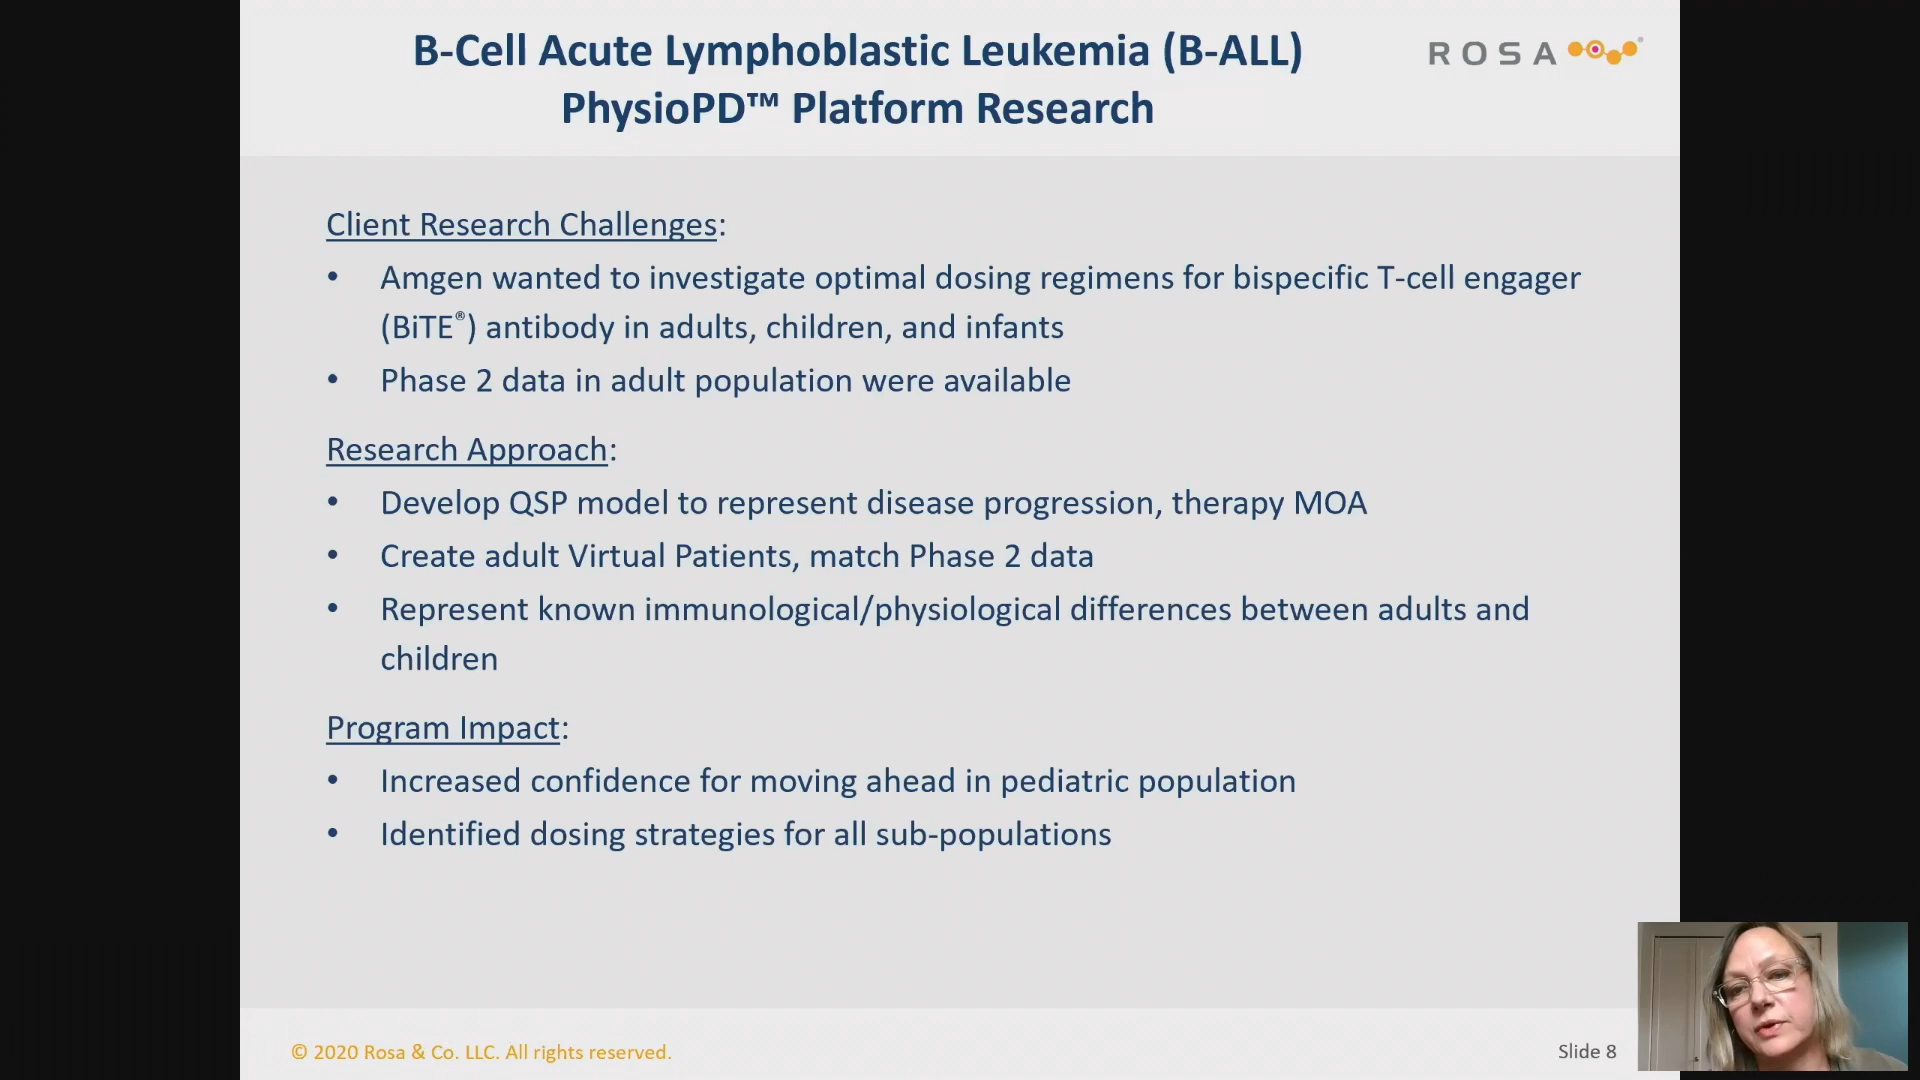 B-Cell Acute Lymphoblastic Leukemia (B-ALL)
PhysioPD™ Platform Research
ROSA
Client Research Challenges:
• Amgen wanted to investigate optimal dosing regimens for bispecific T-cell engager
(BiTE®) antibody in adults, children, and infants
• Phase 2 data in adult population were available
Research Approach:
• Develop QSP model to represent disease progression, therapy MOA
• Create adult Virtual Patients, match Phase 2 data
• Represent known immunological/physiological differences between adults and
children
Program Impact:
• Increased confidence for moving ahead in pediatric population
• Identified dosing strategies for all sub-populations
© 2020 Rosa & Co. LLC. All rights reserved.
Slide 8